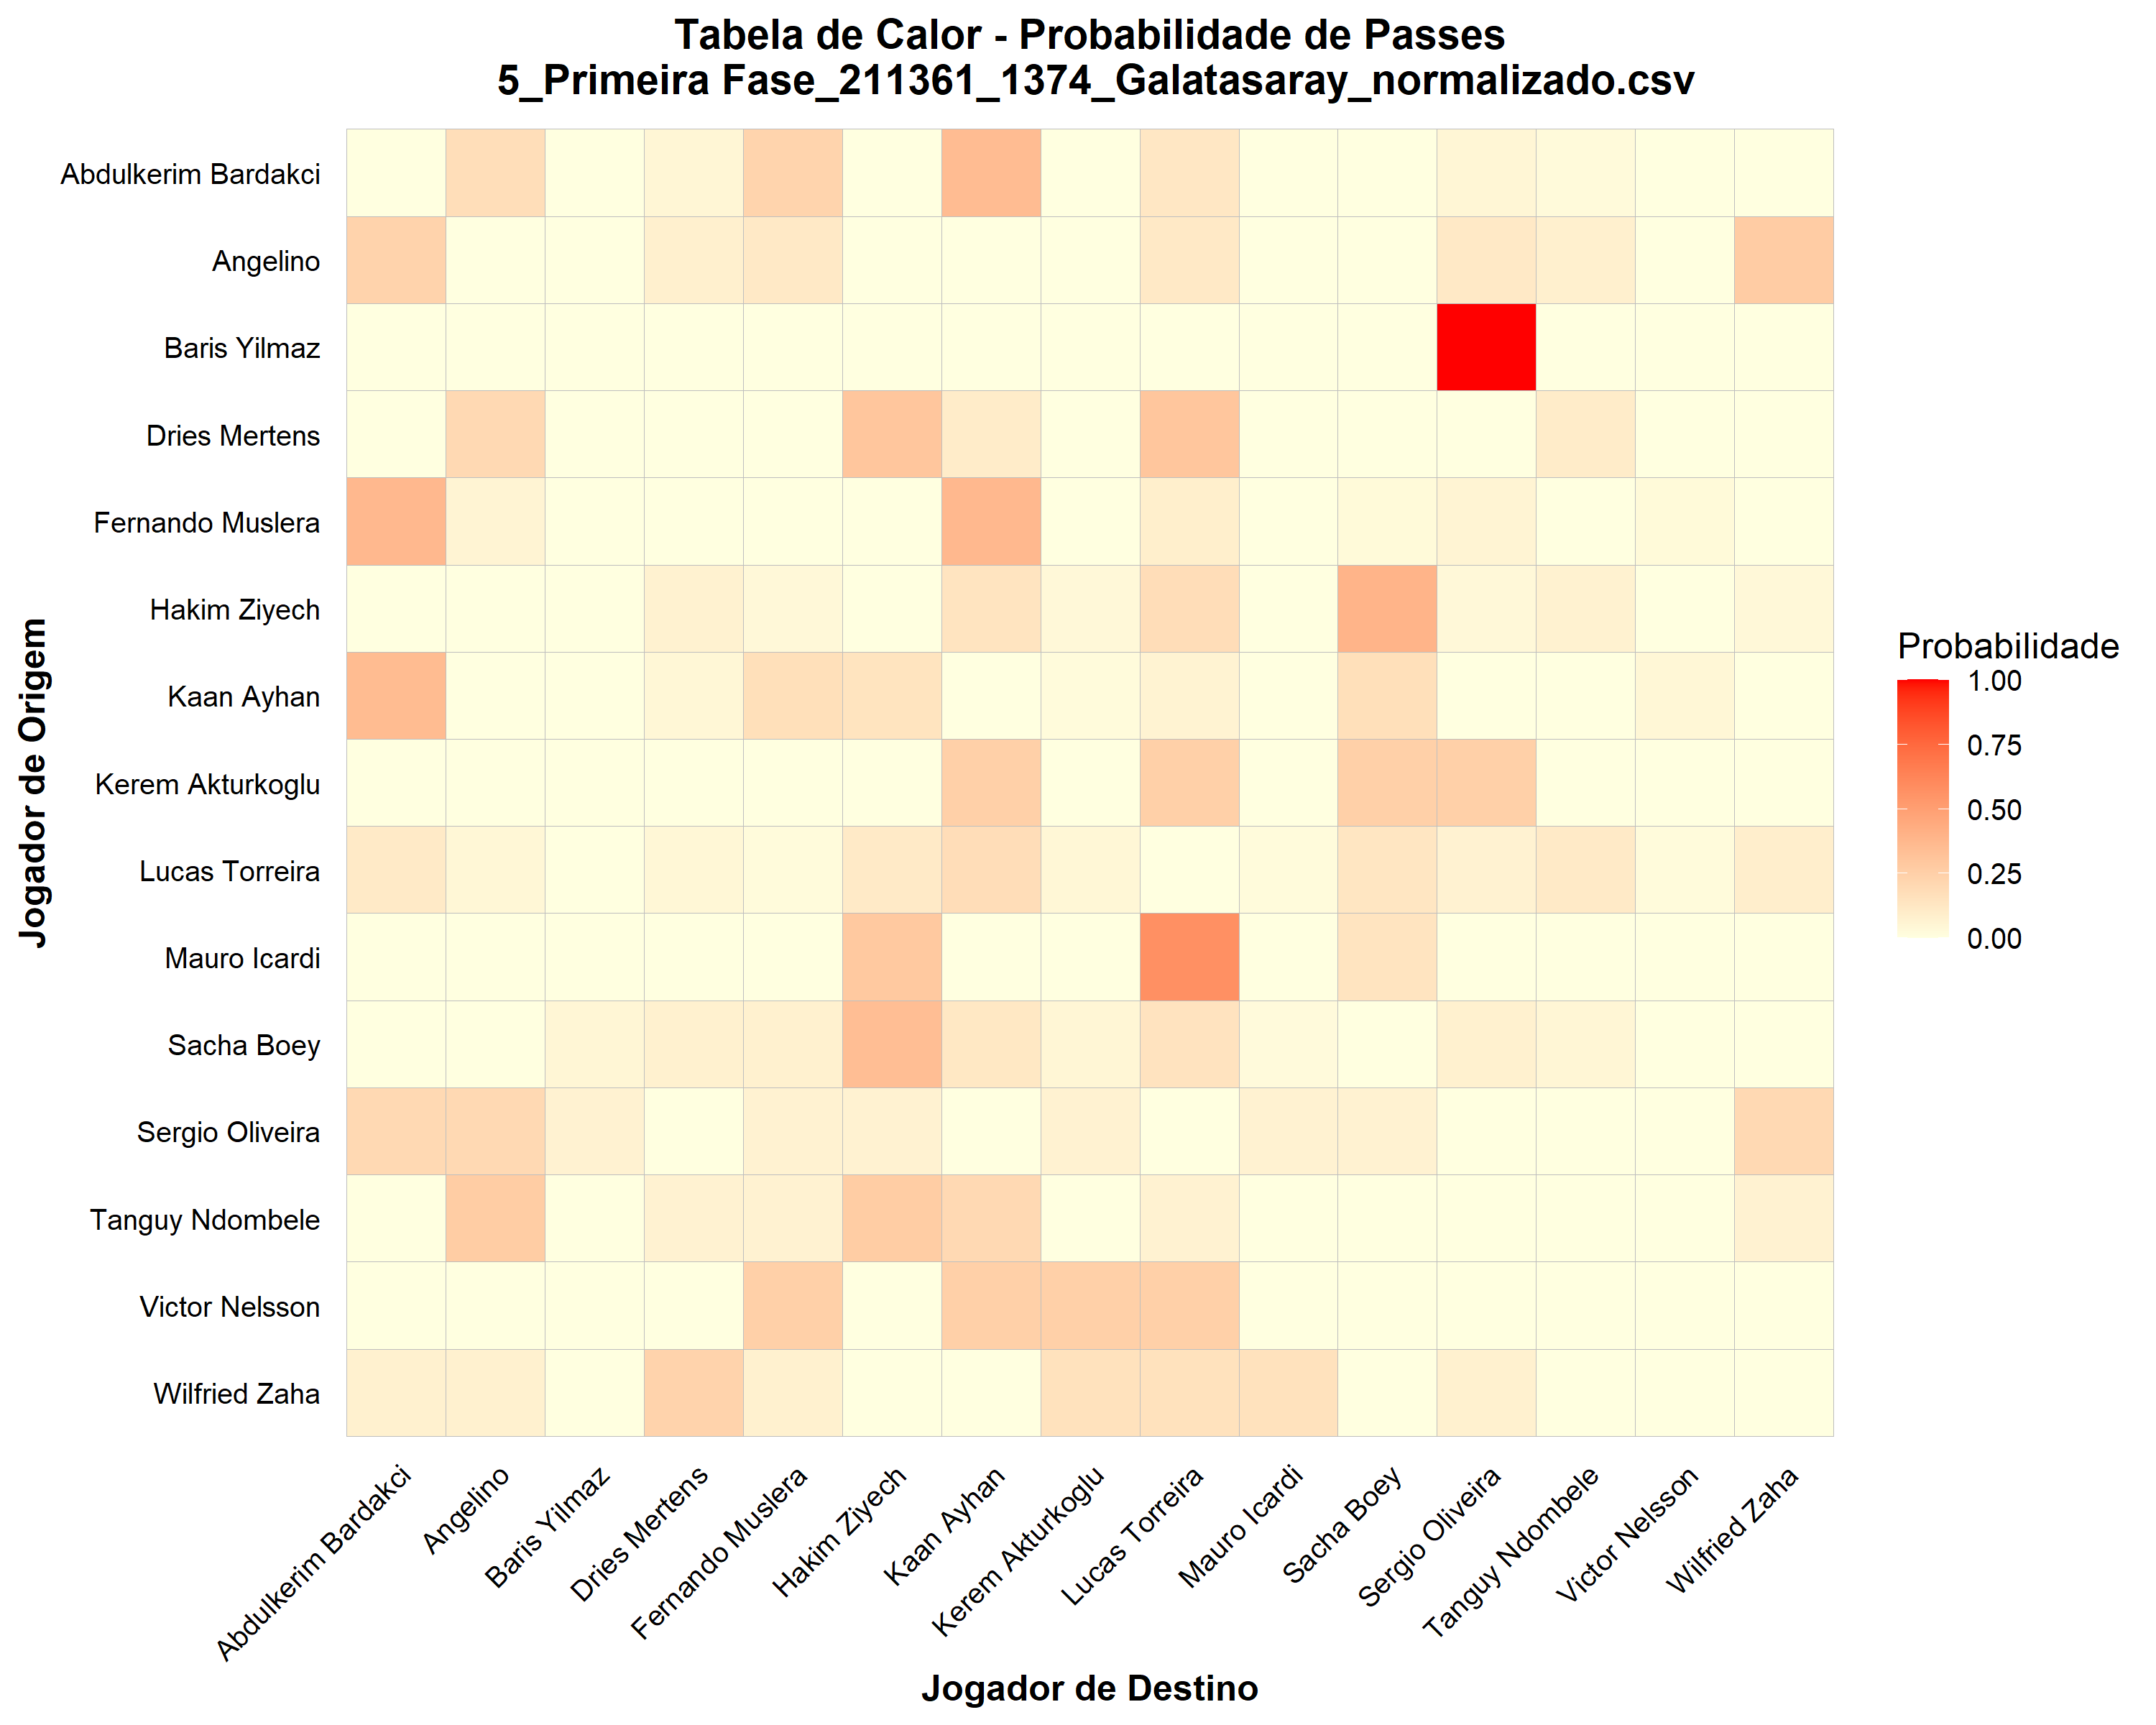 Tabela de Calor - Probabilidade de Passes
5_Primeira Fase_211361_1374_Galatasaray_normalizado.csv
Jogador de Origem
Abdulkerim Bardakci
Angelino
Baris Yilmaz
Dries Mertens
Fernando Muslera
Hakim Ziyech
Kaan Ayhan
Kerem Akturkoglu
Lucas Torreira
Mauro Icardi
Sacha Boey
Sergio Oliveira
Tanguy Ndombele
Victor Nelsson
Wilfried Zaha
Abdulkerim Bardakci
Angelino
Baris Yilmaz
Dries Mertens
Fernando Muslera
Hakim Ziyech
Kaan Ayhan
Kerem Akturkoglu
Lucas Torreira
Mauro Icardi
Sacha Boey
Sergio Oliveira
Tanguy Ndombele
Victor Nelsson
Wilfried Zaha
Jogador de Destino
Probabilidade
1.00
0.75
0.50
0.25
0.00